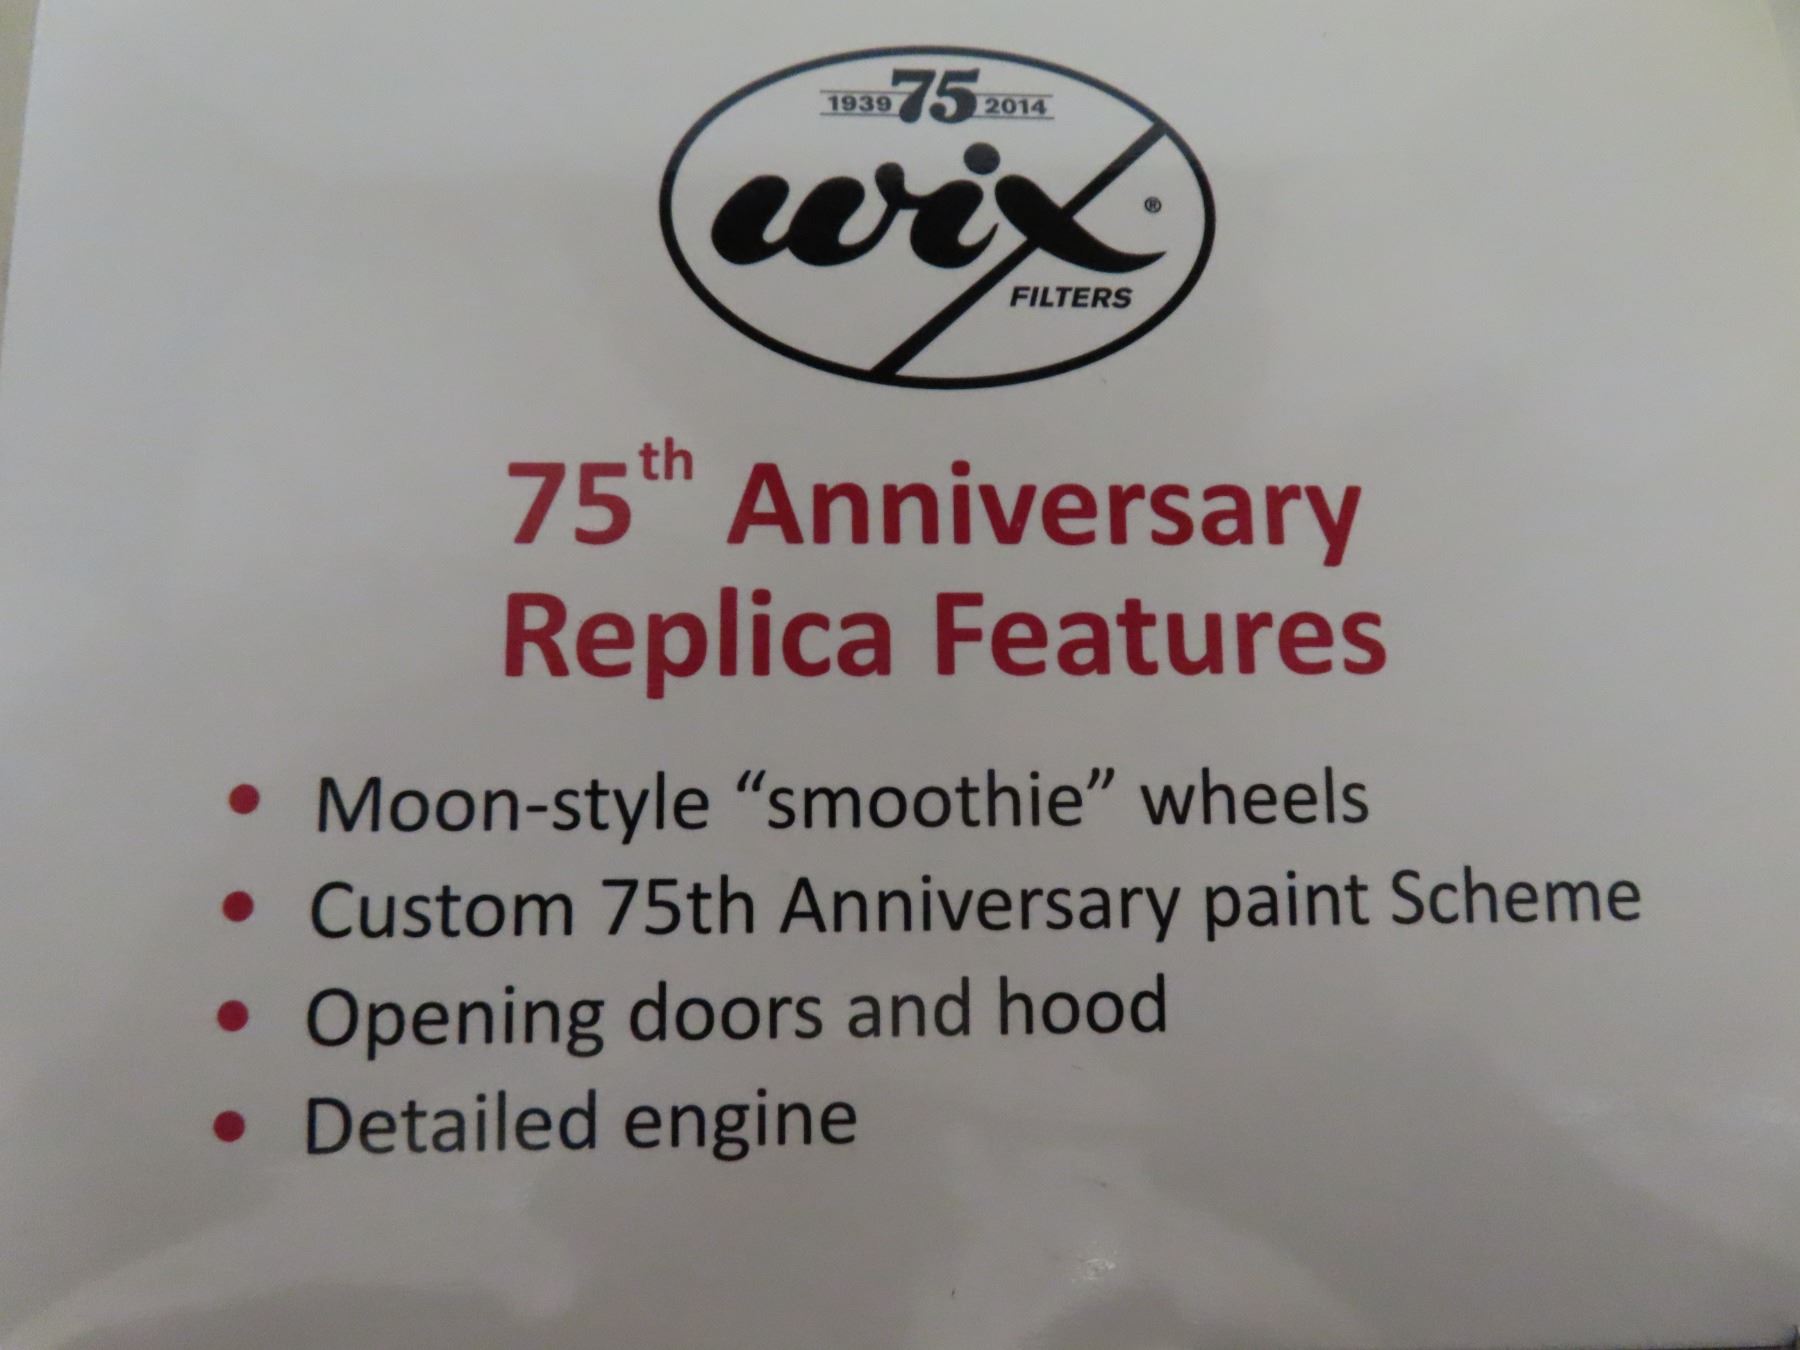 1939 75 2014
wix ®
FILTERS
75th Anniversary
Replica Features
• Moon-style “smoothie” wheels
• Custom 75th Anniversary paint Scheme
• Opening doors and hood
• Detailed engine